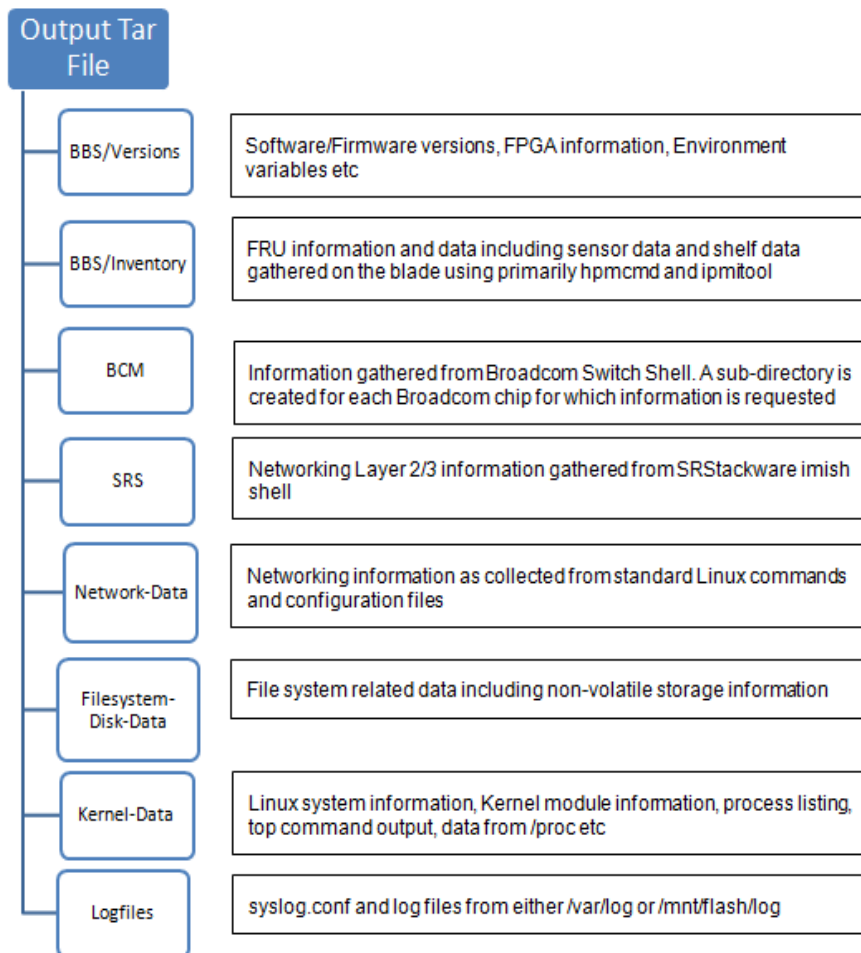 Output Tar
File
BBS/Versions
Software/Firmware versions, FPGA information, Environment
variables etc
BBS/Inventory
FRU information and data including sensor data and shelf data
gathered on the blade using primarily hpmcmd and ipmitool
BCM
Information gathered from Broadcom Switch Shell. A sub-directory is
created for each Broadcom chip for which information is requested
SRS
Networking Layer 2/3 information gathered from SRStackware imish
shell
Network-Data
Networking information as collected from standard Linux commands
and configuration files
Filesystem-
Disk-Data
File system related data including non-volatile storage information
Kernel-Data
Linux system information, Kernel module information, process listing,
top command output, data from /proc etc
Logfiles
syslog.conf and log files from either /var/log or /mnt/flash/log